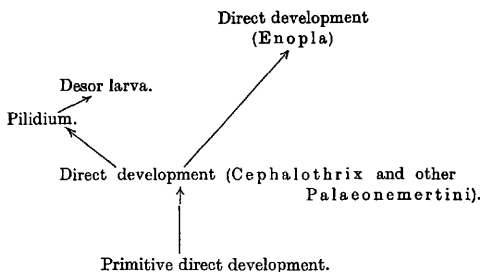 Direct development
(Enopla)
Desor larva.
Pilidium.
Direct development (Cephalothrix and other
Palaeonemertini).
Primitive direct development.